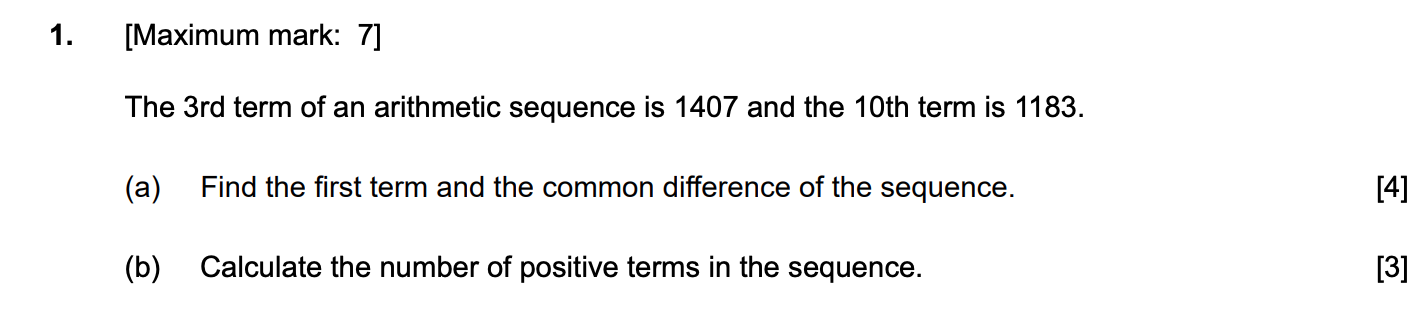 1. [Maximum mark: 7]
The 3rd term of an arithmetic sequence is 1407 and the 10th term is 1183.
(a) Find the first term and the common difference of the sequence. [4]
(b) Calculate the number of positive terms in the sequence. [3]